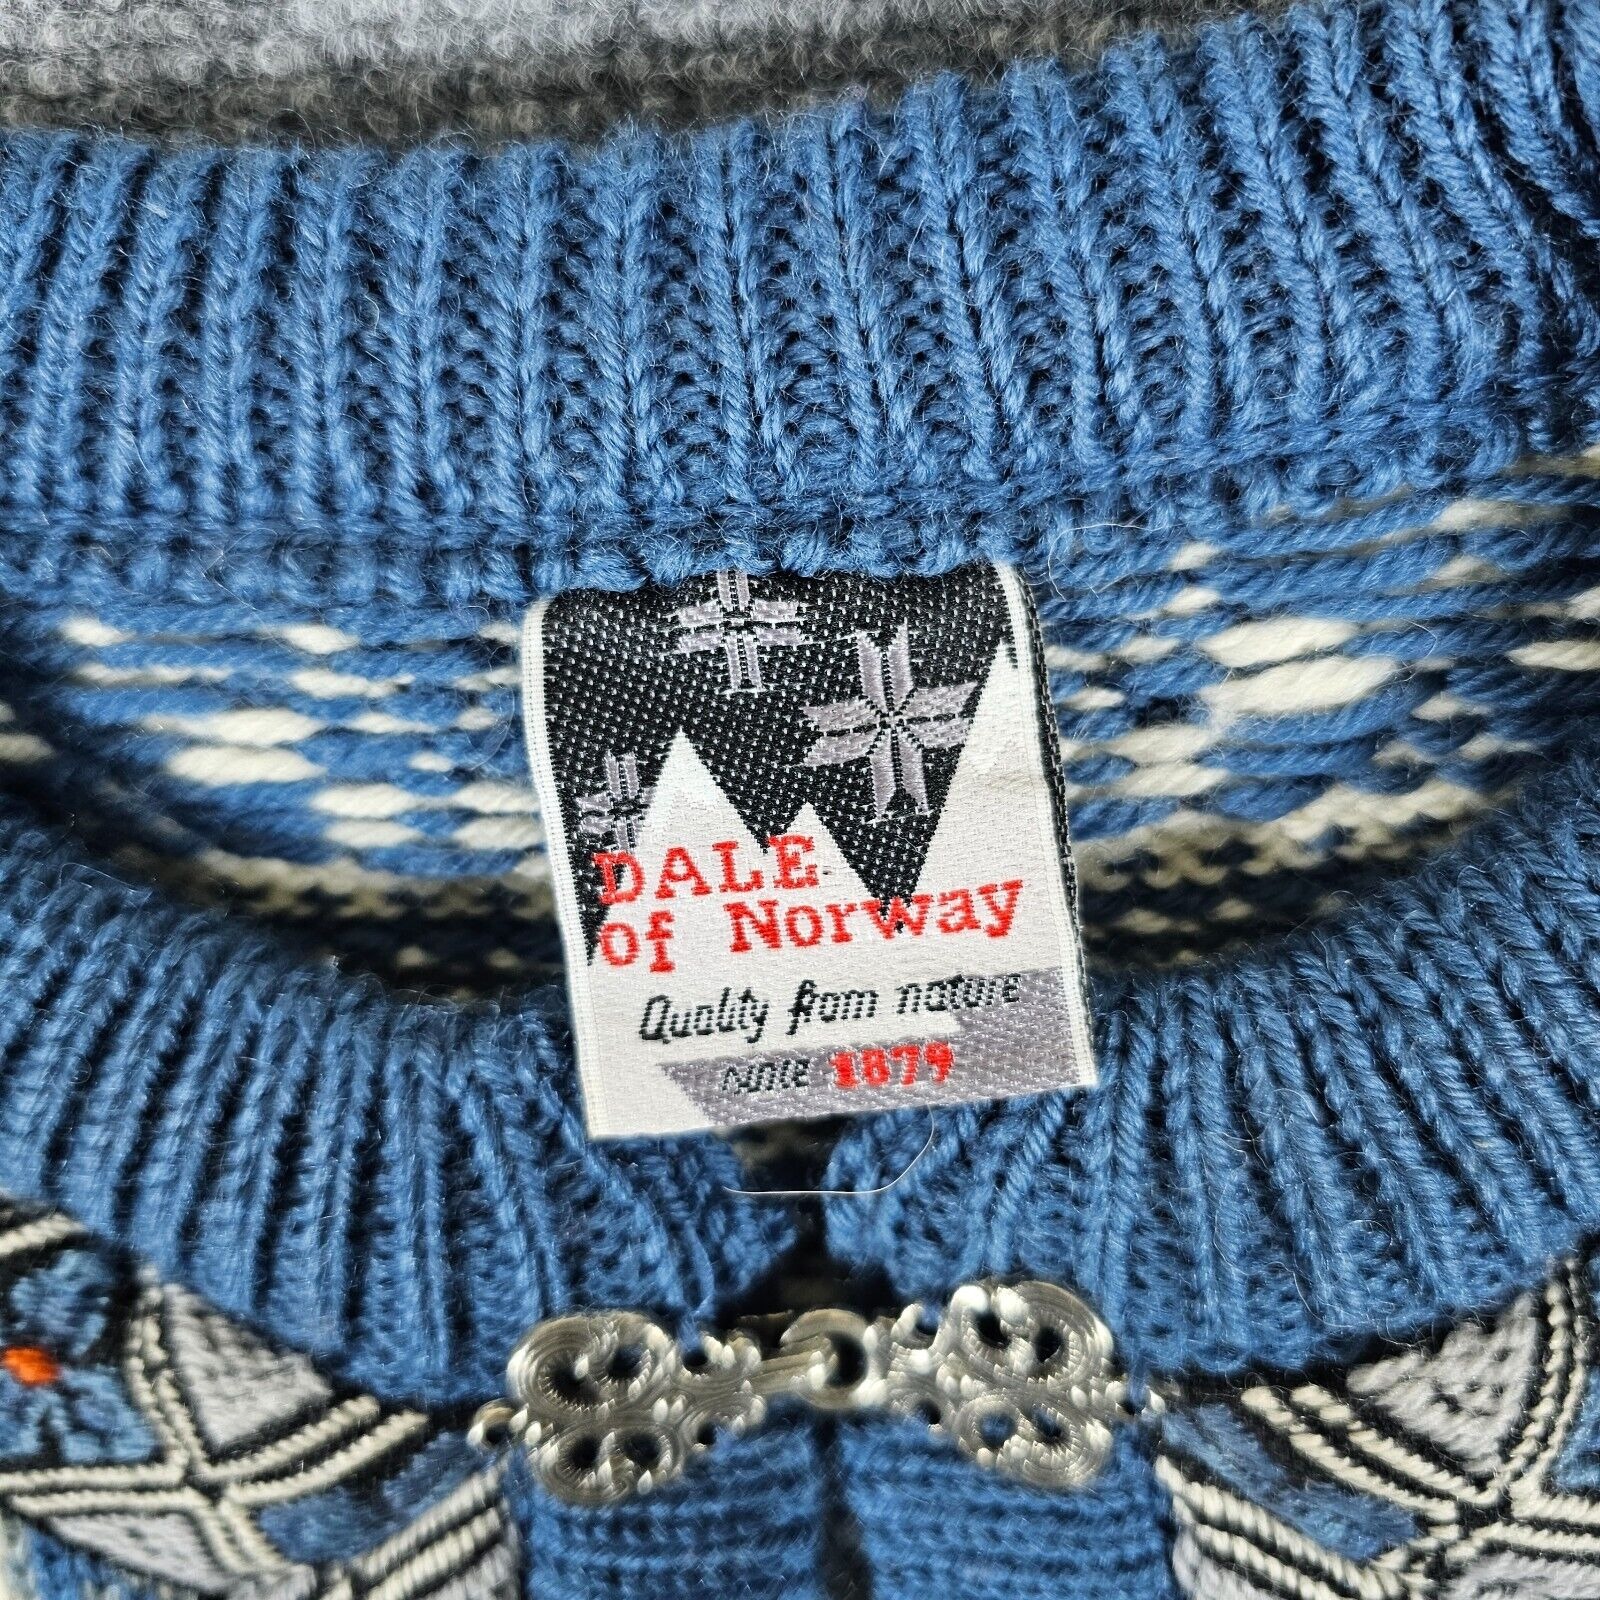 DALE
of Norway
Quality from nature
since 1879